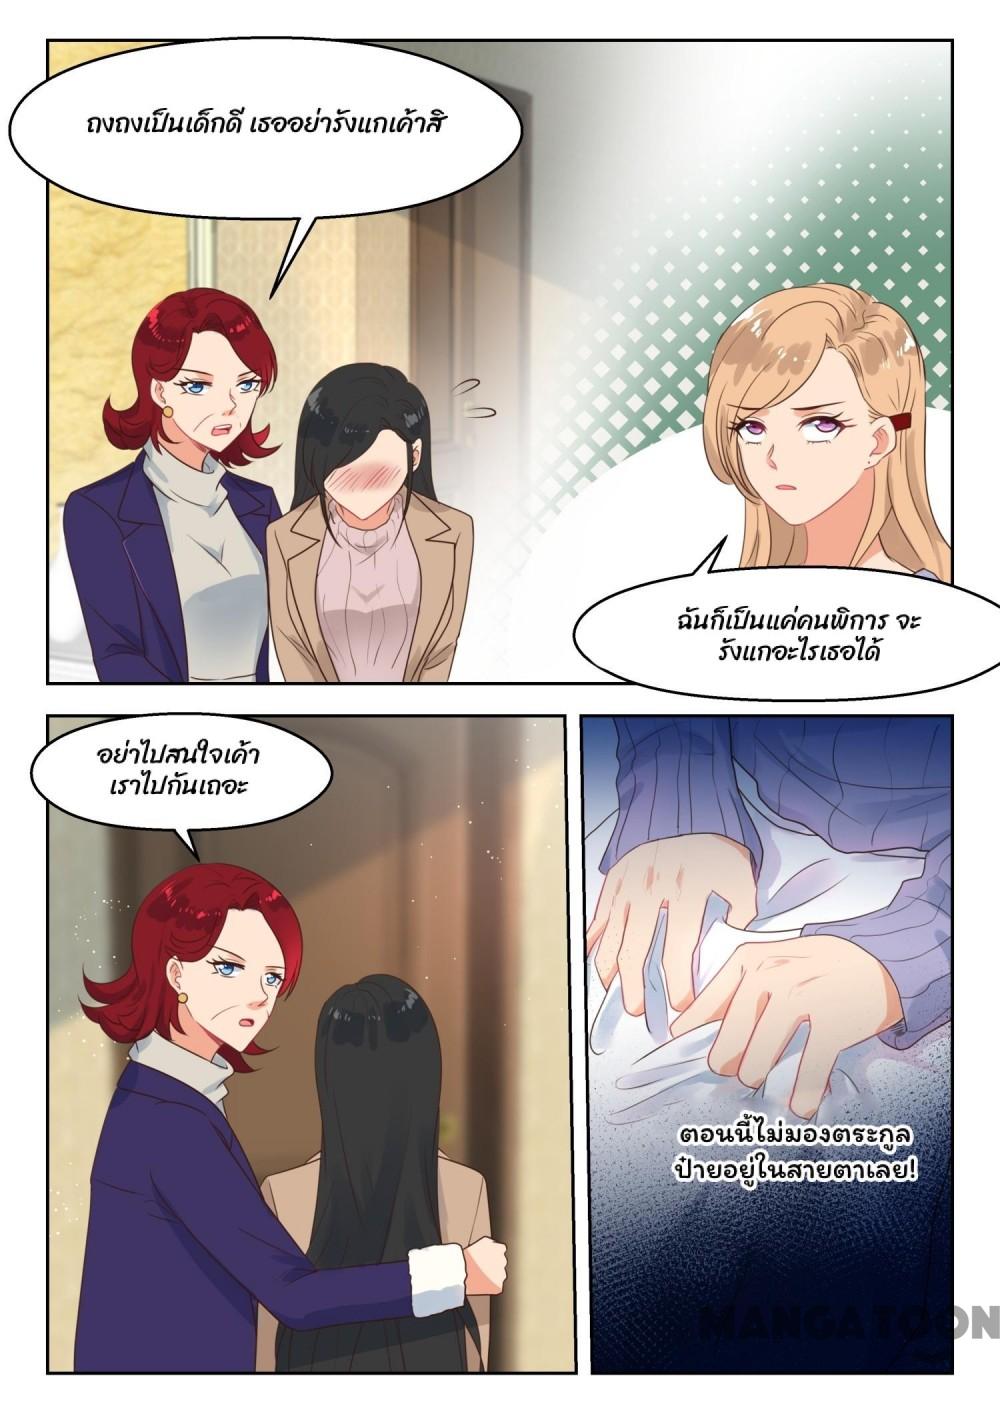 ถงถงเป็นเด็กดี เธออย่ารังแกเค้าสิ
ฉันก็เป็นแค่คนพิการ จะ
รังแกอะไรเธอได้
อย่าไปสนใจเค้า
เราไปกันเถอะ
ตอนนี้ไม่มองตระกูล
ป๋ายอยู่ในสายตาเลย!
MANGATOON